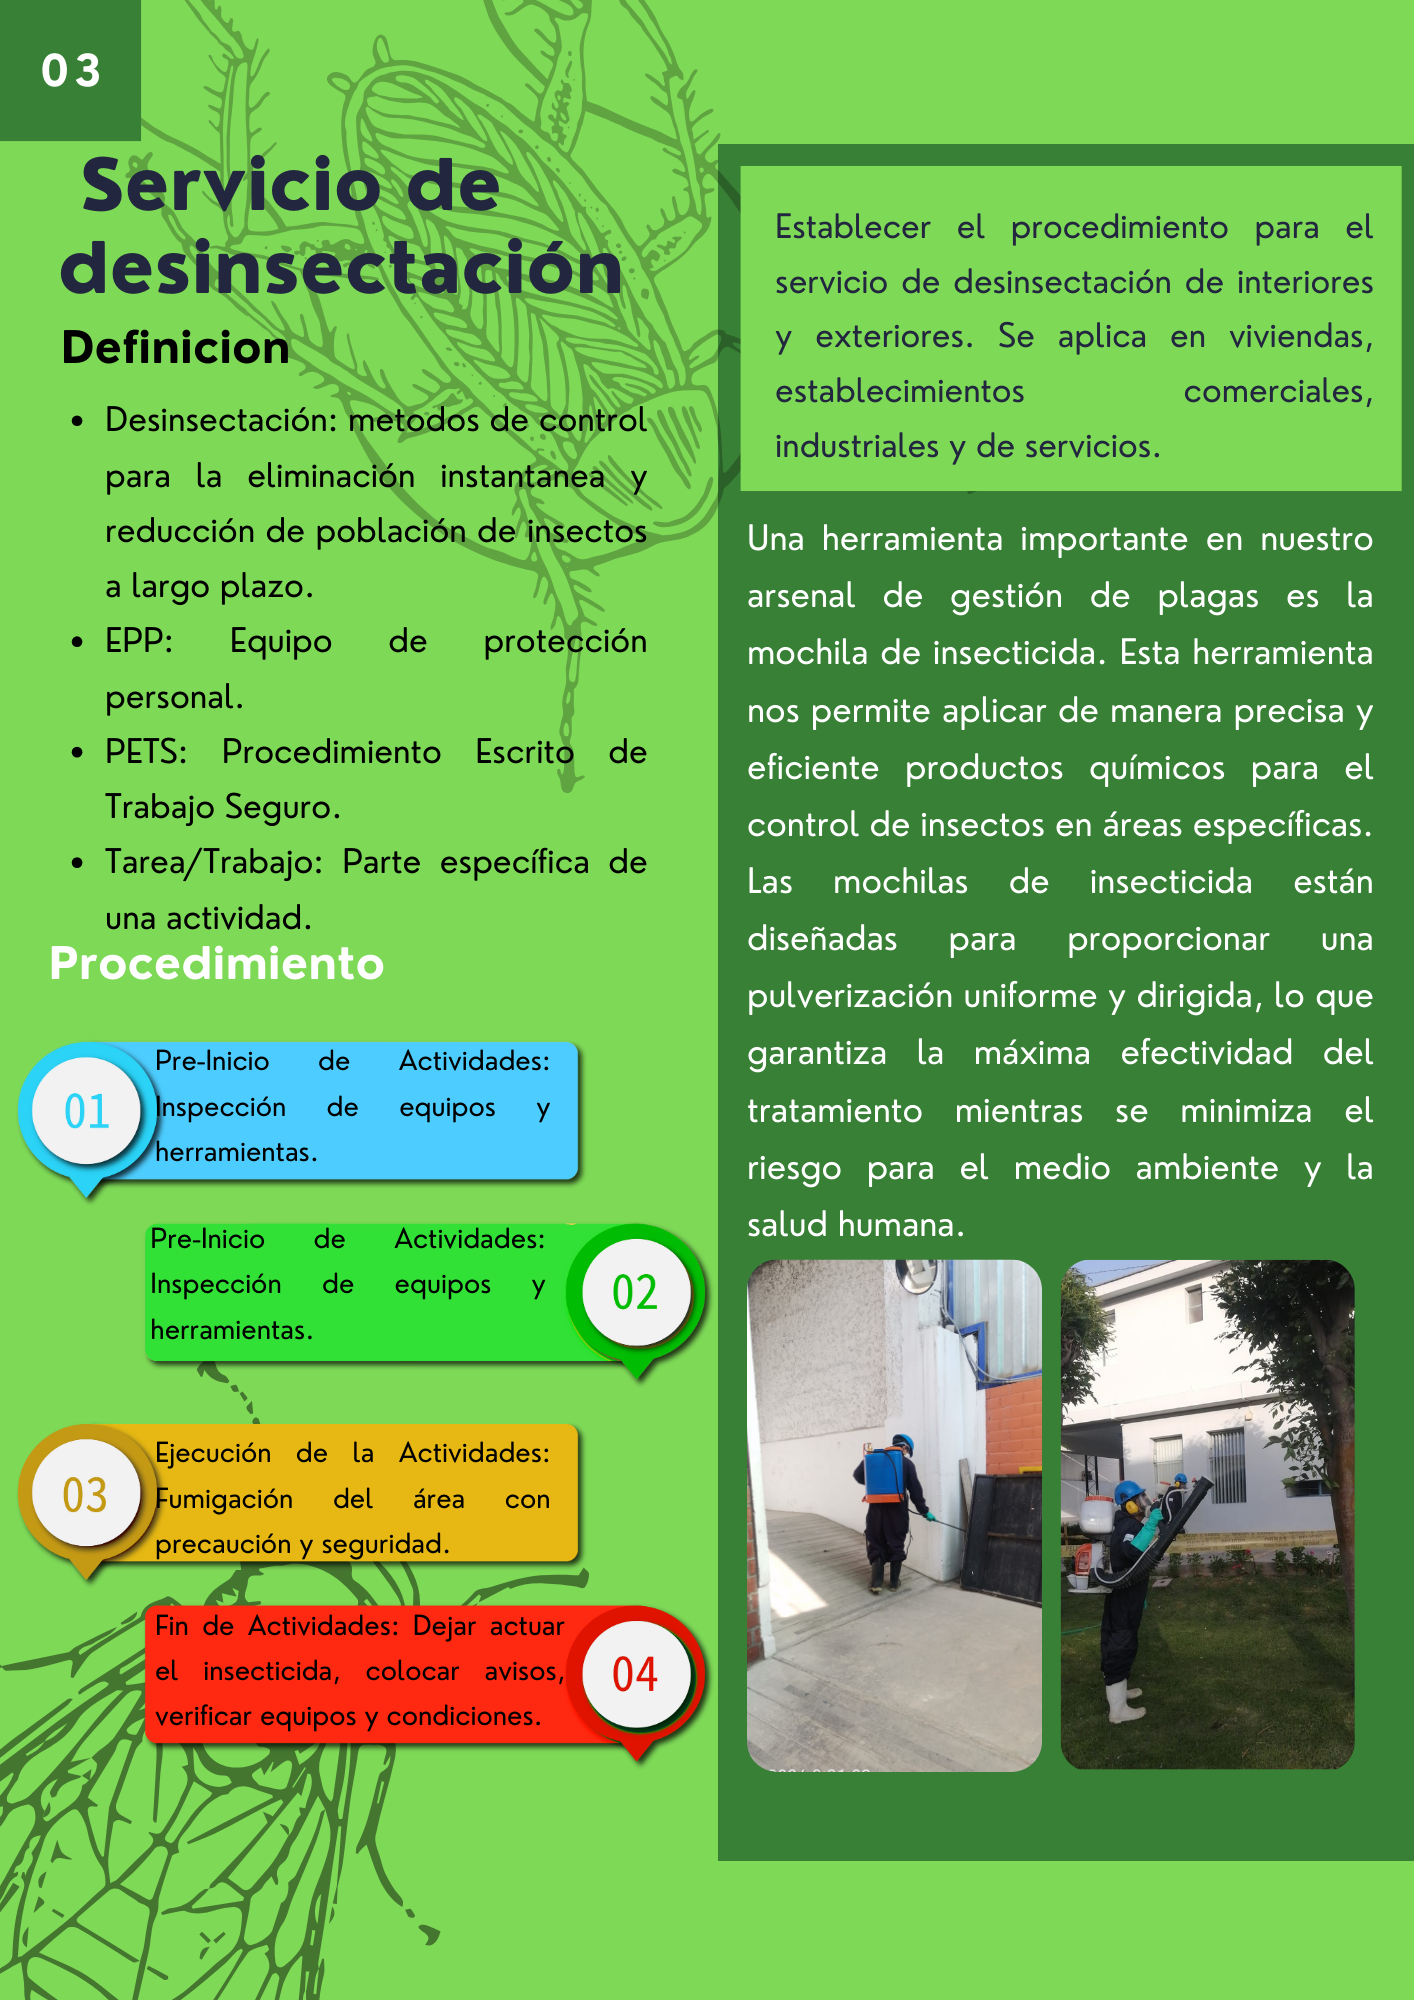 03
Servicio de
desinsectación
Definicion
• Desinsectación: metodos de control
para la eliminación instantanea y
reducción de población de insectos
a largo plazo.
• EPP: Equipo de protección
personal.
• PETS: Procedimiento Escrito de
Trabajo Seguro.
• Tarea/Trabajo: Parte específica de
una actividad.
Procedimiento
01
Pre-Inicio de Actividades:
Inspección de equipos y
herramientas.
Pre-Inicio de Actividades:
Inspección de equipos y
herramientas.
02
03
Ejecución de la Actividades:
Fumigación del área con
precaución y seguridad.
Fin de Actividades: Dejar actuar
el insecticida, colocar avisos,
verificar equipos y condiciones.
04
Establecer el procedimiento para el
servicio de desinsectación de interiores
y exteriores. Se aplica en viviendas,
establecimientos comerciales,
industriales y de servicios.
Una herramienta importante en nuestro
arsenal de gestión de plagas es la
mochila de insecticida. Esta herramienta
nos permite aplicar de manera precisa y
eficiente productos químicos para el
control de insectos en áreas específicas.
Las mochilas de insecticida están
diseñadas para proporcionar una
pulverización uniforme y dirigida, lo que
garantiza la máxima efectividad del
tratamiento mientras se minimiza el
riesgo para el medio ambiente y la
salud humana.